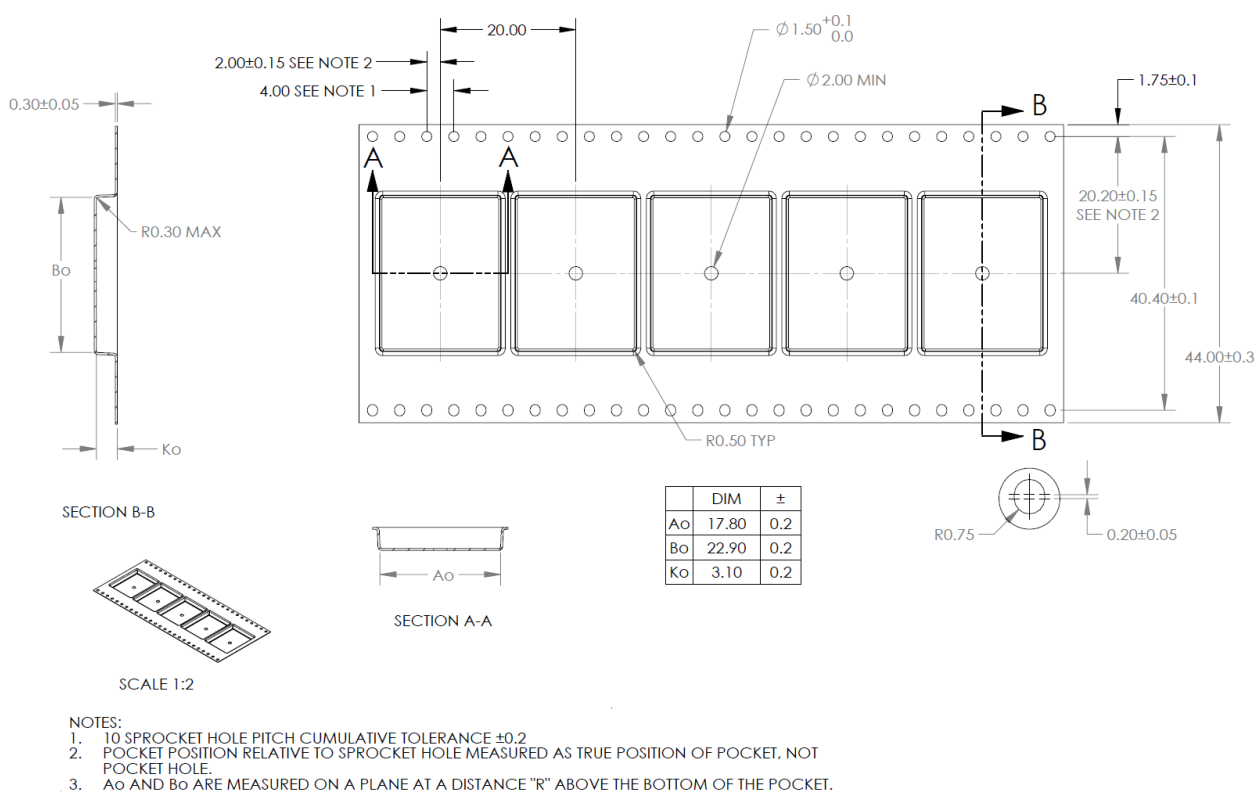 20.00
Ø1.50 +0.1
0.0
2.00±0.15 SEE NOTE 2
Ø2.00 MIN
4.00 SEE NOTE 1
1.75±0.1
0.30±0.05
B
A
A
20.20±0.15
SEE NOTE 2
R0.30 MAX
Bo
40.40±0.1
44.00±0.3
R0.50 TYP
B
Ko
SECTION B-B
DIM ±
Ao 17.80 0.2
Bo 22.90 0.2
Ko 3.10 0.2
R0.75
0.20±0.05
Ao
SECTION A-A
SCALE 1:2
NOTES:
1. 10 SPROCKET HOLE PITCH CUMULATIVE TOLERANCE ±0.2
2. POCKET POSITION RELATIVE TO SPROCKET HOLE MEASURED AS TRUE POSITION OF POCKET, NOT
POCKET HOLE.
3. Ao AND Bo ARE MEASURED ON A PLANE AT A DISTANCE "R" ABOVE THE BOTTOM OF THE POCKET.